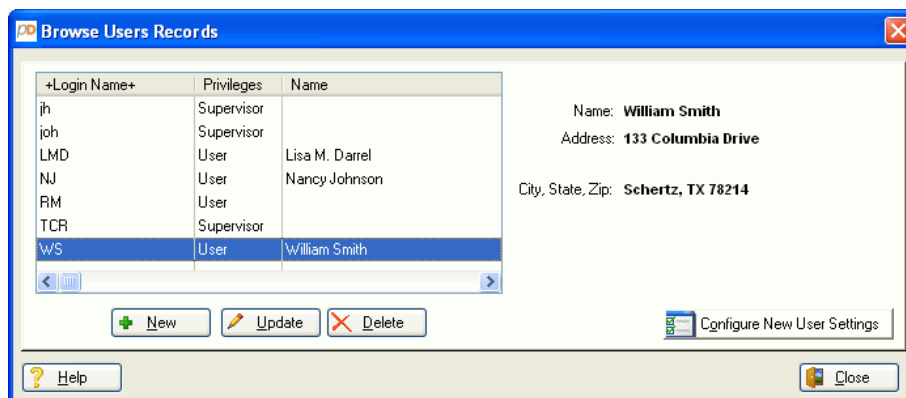 pD Browse Users Records
+Login Name+ Privileges Name
jh Supervisor
joh Supervisor
LMD User Lisa M. Darrel
NJ User Nancy Johnson
RM User
TCR Supervisor
WS User William Smith
Name: William Smith
Address: 133 Columbia Drive
City, State, Zip: Schertz, TX 78214
New Update Delete
Configure New User Settings
Help Close